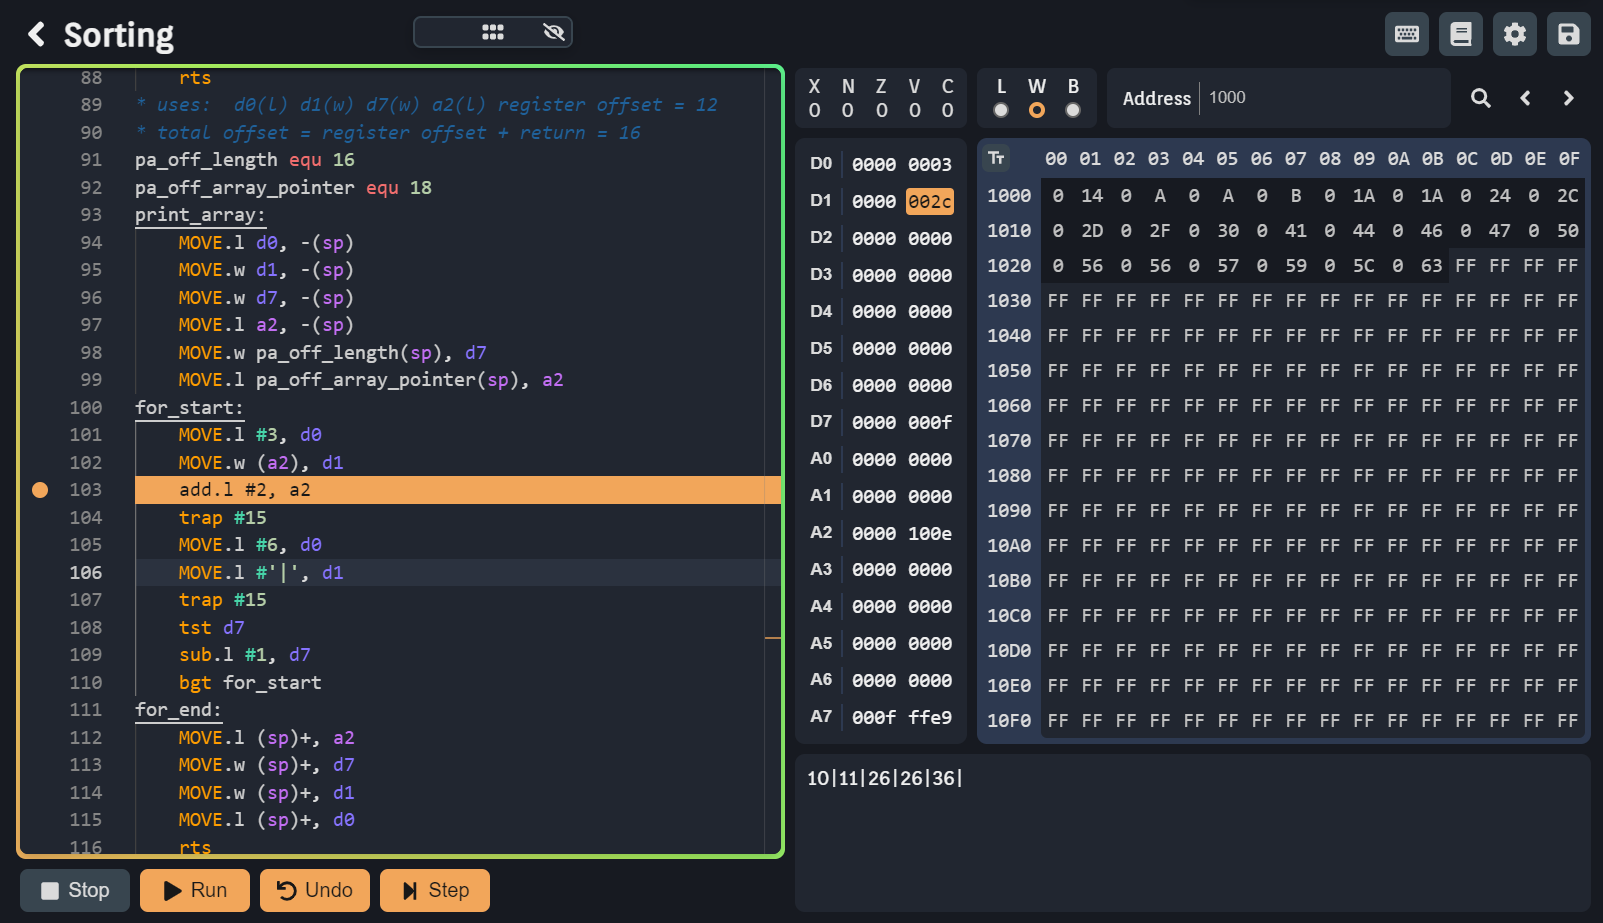 Sorting
88 rts
89 * uses:  d0(l) d1(w) d7(w) a2(l) register offset = 12
90 * total offset = register offset + return = 16
91 pa_off_length equ 16
92 pa_off_array_pointer equ 18
93 print_array:
94 MOVE.l d0, -(sp)
95 MOVE.w d1, -(sp)
96 MOVE.w d7, -(sp)
97 MOVE.l a2, -(sp)
98 MOVE.w pa_off_length(sp), d7
99 MOVE.l pa_off_array_pointer(sp), a2
100 for_start:
101 MOVE.l #3, d0
102 MOVE.w (a2), d1
103 add.l #2, a2
104 trap #15
105 MOVE.l #6, d0
106 MOVE.l #'|', d1
107 trap #15
108 tst d7
109 sub.l #1, d7
110 bgt for_start
111 for_end:
112 MOVE.l (sp)+, a2
113 MOVE.w (sp)+, d7
114 MOVE.w (sp)+, d1
115 MOVE.l (sp)+, d0
116 rts
Stop Run Undo Step
X N Z V C
0 0 0 0 0
L W B
Address 1000
D0 0000 0003
D1 0000 002c
D2 0000 0000
D3 0000 0000
D4 0000 0000
D5 0000 0000
D6 0000 0000
D7 0000 000f
A0 0000 0000
A1 0000 0000
A2 0000 100e
A3 0000 0000
A4 0000 0000
A5 0000 0000
A6 0000 0000
A7 000f ffe9
Tr 00 01 02 03 04 05 06 07 08 09 0A 0B 0C 0D 0E 0F
1000 0 14 0 A 0 A 0 B 0 1A 0 1A 0 24 0 2C
1010 0 2D 0 2F 0 30 0 41 0 44 0 46 0 47 0 50
1020 0 56 0 56 0 57 0 59 0 5C 0 63 FF FF FF FF
1030 FF FF FF FF FF FF FF FF FF FF FF FF FF FF FF FF
1040 FF FF FF FF FF FF FF FF FF FF FF FF FF FF FF FF
1050 FF FF FF FF FF FF FF FF FF FF FF FF FF FF FF FF
1060 FF FF FF FF FF FF FF FF FF FF FF FF FF FF FF FF
1070 FF FF FF FF FF FF FF FF FF FF FF FF FF FF FF FF
1080 FF FF FF FF FF FF FF FF FF FF FF FF FF FF FF FF
1090 FF FF FF FF FF FF FF FF FF FF FF FF FF FF FF FF
10A0 FF FF FF FF FF FF FF FF FF FF FF FF FF FF FF FF
10B0 FF FF FF FF FF FF FF FF FF FF FF FF FF FF FF FF
10C0 FF FF FF FF FF FF FF FF FF FF FF FF FF FF FF FF
10D0 FF FF FF FF FF FF FF FF FF FF FF FF FF FF FF FF
10E0 FF FF FF FF FF FF FF FF FF FF FF FF FF FF FF FF
10F0 FF FF FF FF FF FF FF FF FF FF FF FF FF FF FF FF
10|11|26|26|36|